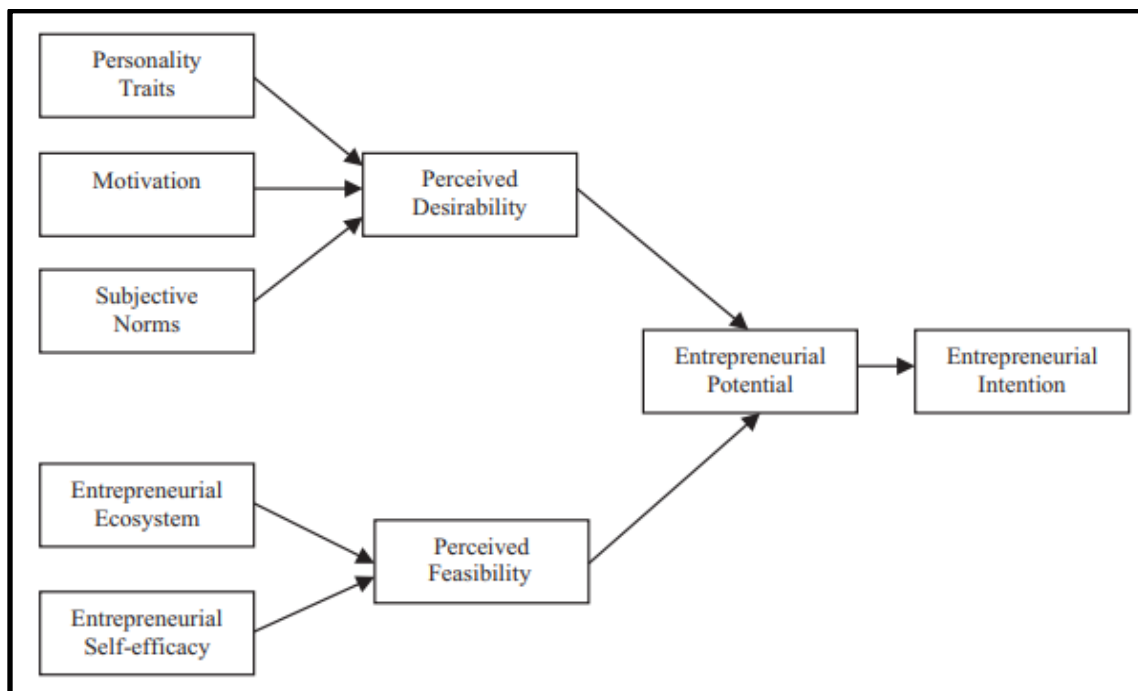 Personality
Traits
Motivation
Subjective
Norms
Perceived
Desirability
Entrepreneurial
Potential
Entrepreneurial
Intention
Entrepreneurial
Ecosystem
Entrepreneurial
Self-efficacy
Perceived
Feasibility